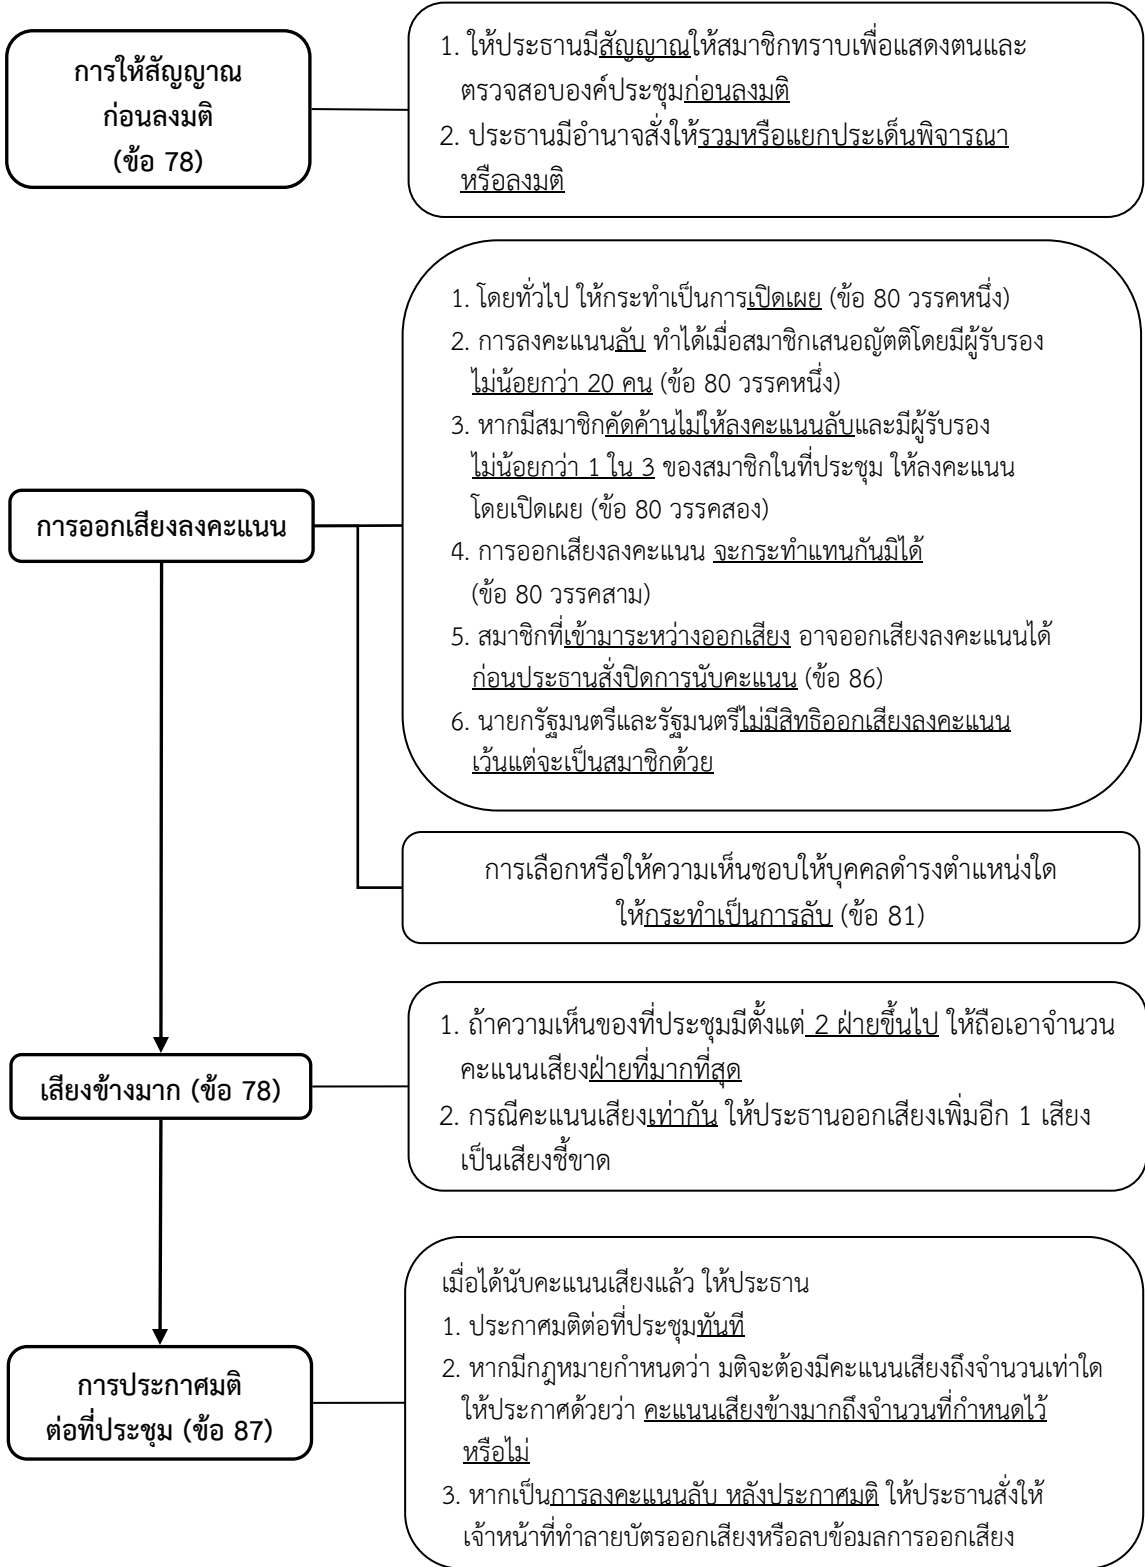 การให้สัญญาณ
ก่อนลงมติ
(ข้อ 78)
1. ให้ประธานมีสัญญาณให้สมาชิกทราบเพื่อแสดงตนและ
ตรวจสอบองค์ประชุมก่อนลงมติ
2. ประธานมีอำนาจสั่งให้รวมหรือแยกประเด็นพิจารณา
หรือลงมติ
การออกเสียงลงคะแนน
1. โดยทั่วไป ให้กระทำเป็นการเปิดเผย (ข้อ 80 วรรคหนึ่ง)
2. การลงคะแนนลับ ทำได้เมื่อสมาชิกเสนอญัตติโดยมีผู้รับรอง
ไม่น้อยกว่า 20 คน (ข้อ 80 วรรคหนึ่ง)
3. หากมีสมาชิกคัดค้านไม่ให้ลงคะแนนลับและมีผู้รับรอง
ไม่น้อยกว่า 1 ใน 3 ของสมาชิกในที่ประชุม ให้ลงคะแนน
โดยเปิดเผย (ข้อ 80 วรรคสอง)
4. การออกเสียงลงคะแนน จะกระทำแทนกันมิได้
(ข้อ 80 วรรคสาม)
5. สมาชิกที่เข้ามาระหว่างออกเสียง อาจออกเสียงลงคะแนนได้
ก่อนประธานสั่งปิดการนับคะแนน (ข้อ 86)
6. นายกรัฐมนตรีและรัฐมนตรีไม่มีสิทธิออกเสียงลงคะแนน
เว้นแต่จะเป็นสมาชิกด้วย
การเลือกหรือให้ความเห็นชอบให้บุคคลดำรงตำแหน่งใด
ให้กระทำเป็นการลับ (ข้อ 81)
เสียงข้างมาก (ข้อ 78)
1. ถ้าความเห็นของที่ประชุมมีตั้งแต่ 2 ฝ่ายขึ้นไป ให้ถือเอาจำนวน
คะแนนเสียงฝ่ายที่มากที่สุด
2. กรณีคะแนนเสียงเท่ากัน ให้ประธานออกเสียงเพิ่มอีก 1 เสียง
เป็นเสียงชี้ขาด
การประกาศมติ
ต่อที่ประชุม (ข้อ 87)
เมื่อได้นับคะแนนเสียงแล้ว ให้ประธาน
1. ประกาศมติต่อที่ประชุมทันที
2. หากมีกฎหมายกำหนดว่า มติจะต้องมีคะแนนเสียงถึงจำนวนเท่าใด
ให้ประกาศด้วยว่า คะแนนเสียงข้างมากถึงจำนวนที่กำหนดไว้
หรือไม่
3. หากเป็นการลงคะแนนลับ หลังประกาศมติ ให้ประธานสั่งให้
เจ้าหน้าที่ทำลายบัตรออกเสียงหรือลบข้อมูลการออกเสียง